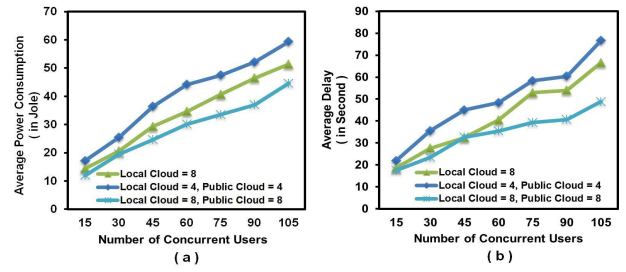 70
60
50
40
30
20
10
0
Average Power Consumption
( in Jole)
Local Cloud = 8
Local Cloud = 4, Public Cloud = 4
Local Cloud = 8, Public Cloud = 8
15 30 45 60 75 90 105
Number of Concurrent Users
( a )
90
80
70
60
50
40
30
20
10
0
Average Delay
( in Second)
Local Cloud = 8
Local Cloud = 4, Public Cloud = 4
Local Cloud = 8, Public Cloud = 8
15 30 45 60 75 90 105
Number of Concurrent Users
( b )